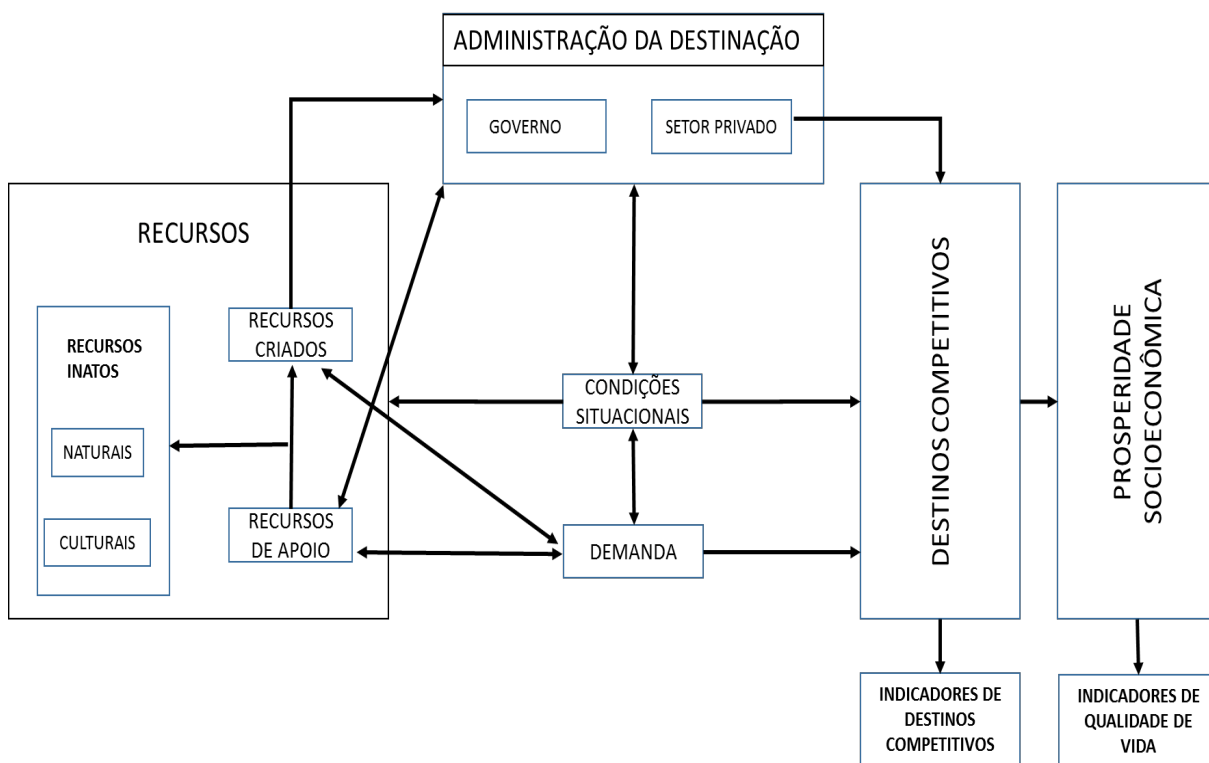 ADMINISTRAÇÃO DA DESTINAÇÃO
GOVERNO
SETOR PRIVADO
RECURSOS
RECURSOS
INATOS
NATURAIS
CULTURAIS
RECURSOS
CRIADOS
RECURSOS
DE APOIO
CONDIÇÕES
SITUACIONAIS
DEMANDA
DESTINOS COMPETITIVOS
PROSPERIDADE
SOCIOECONÔMICA
INDICADORES DE
DESTINOS
COMPETITIVOS
INDICADORES DE
QUALIDADE DE
VIDA